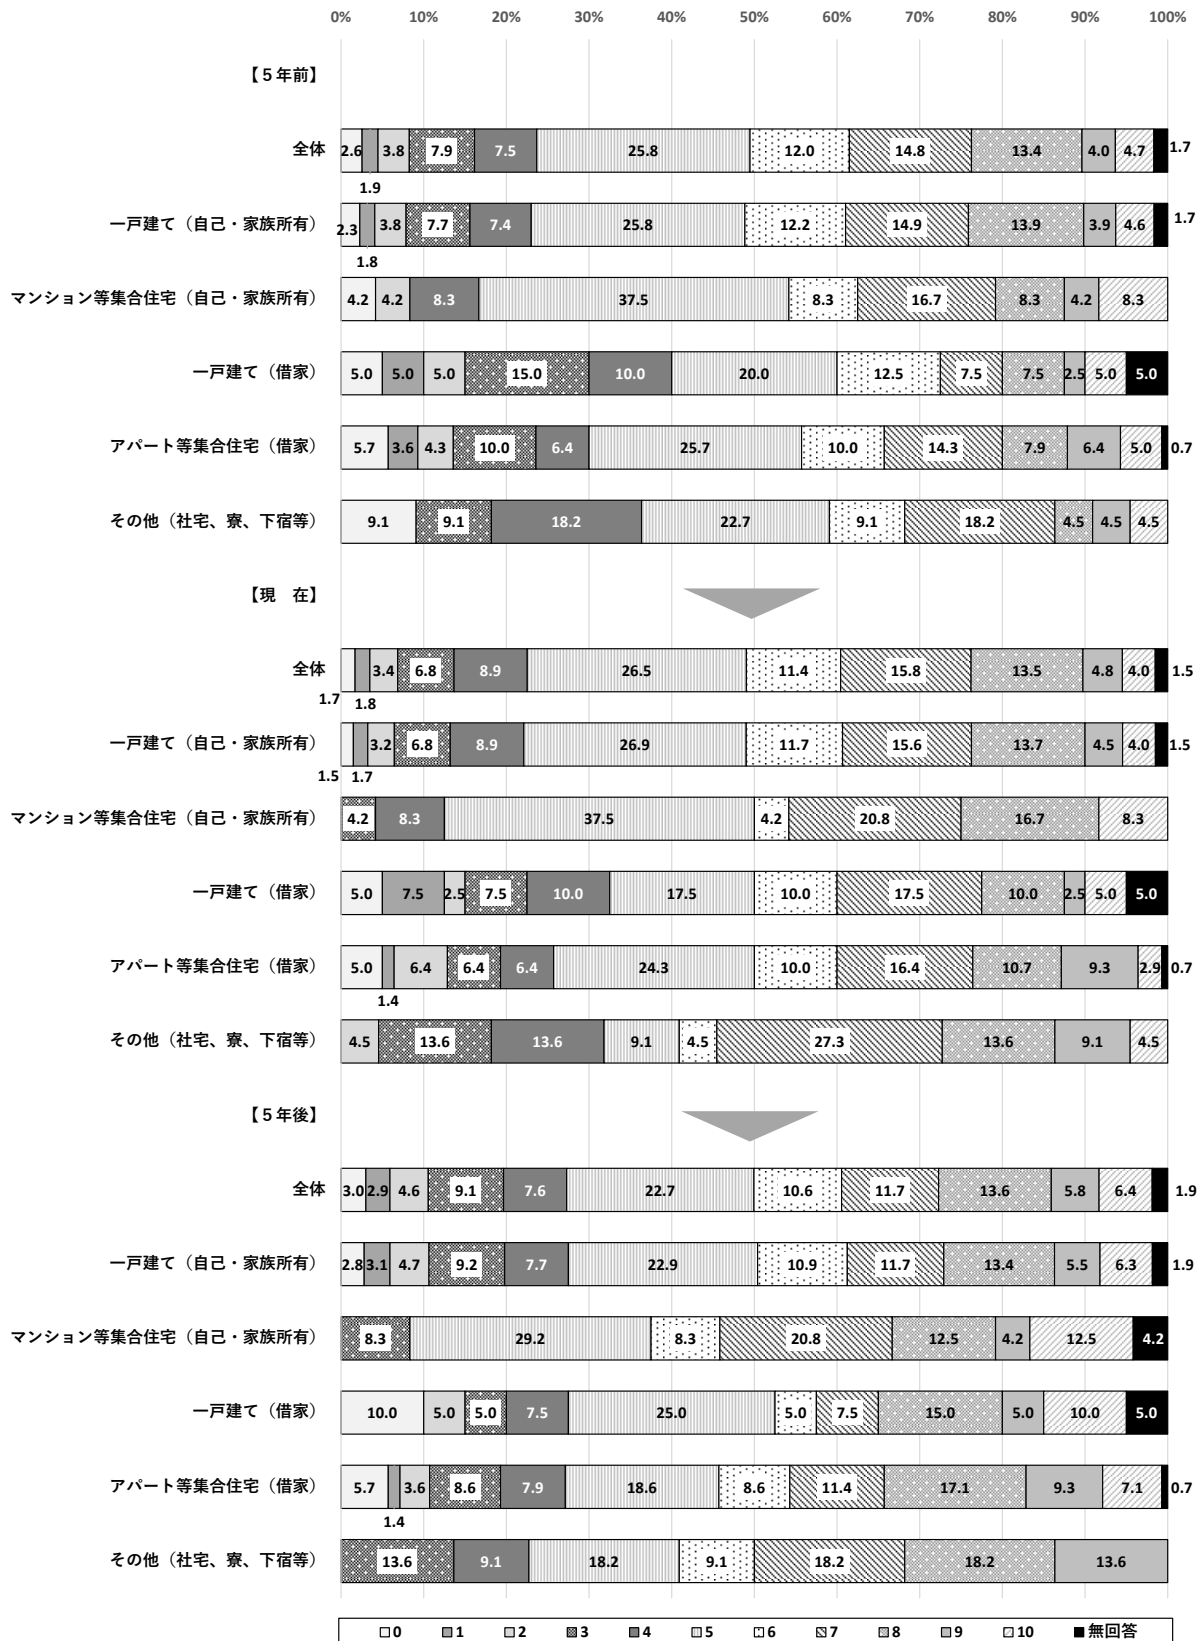 0% 10% 20% 30% 40% 50% 60% 70% 80% 90% 100%
【５年前】
全体 2.6 3.8 7.9 7.5 25.8 12.0 14.8 13.4 4.0 4.7 1.7
1.9
一戸建て（自己・家族所有） 2.3 3.8 7.7 7.4 25.8 12.2 14.9 13.9 3.9 4.6 1.7
1.8
マンション等集合住宅（自己・家族所有） 4.2 4.2 8.3 37.5 8.3 16.7 8.3 4.2 8.3
一戸建て（借家） 5.0 5.0 5.0 15.0 10.0 20.0 12.5 7.5 7.5 2.5 5.0 5.0
アパート等集合住宅（借家） 5.7 3.6 4.3 10.0 6.4 25.7 10.0 14.3 7.9 6.4 5.0 0.7
その他（社宅、寮、下宿等） 9.1 9.1 18.2 22.7 9.1 18.2 4.5 4.5 4.5
【現　在】
全体 3.4 6.8 8.9 26.5 11.4 15.8 13.5 4.8 4.0 1.5
1.7 1.8
一戸建て（自己・家族所有） 3.2 6.8 8.9 26.9 11.7 15.6 13.7 4.5 4.0 1.5
1.5 1.7
マンション等集合住宅（自己・家族所有） 4.2 8.3 37.5 4.2 20.8 16.7 8.3
一戸建て（借家） 5.0 7.5 2.5 7.5 10.0 17.5 10.0 17.5 10.0 2.5 5.0 5.0
アパート等集合住宅（借家） 5.0 6.4 6.4 6.4 24.3 10.0 16.4 10.7 9.3 2.9 0.7
1.4
その他（社宅、寮、下宿等） 4.5 13.6 13.6 9.1 4.5 27.3 13.6 9.1 4.5
【５年後】
全体 3.0 2.9 4.6 9.1 7.6 22.7 10.6 11.7 13.6 5.8 6.4 1.9
一戸建て（自己・家族所有） 2.8 3.1 4.7 9.2 7.7 22.9 10.9 11.7 13.4 5.5 6.3 1.9
マンション等集合住宅（自己・家族所有） 8.3 29.2 8.3 20.8 12.5 4.2 12.5 4.2
一戸建て（借家） 10.0 5.0 5.0 7.5 25.0 5.0 7.5 15.0 5.0 10.0 5.0
アパート等集合住宅（借家） 5.7 3.6 8.6 7.9 18.6 8.6 11.4 17.1 9.3 7.1 0.7
1.4
その他（社宅、寮、下宿等） 13.6 9.1 18.2 9.1 18.2 18.2 13.6
0 1 2 3 4 5 6 7 8 9 10 無回答